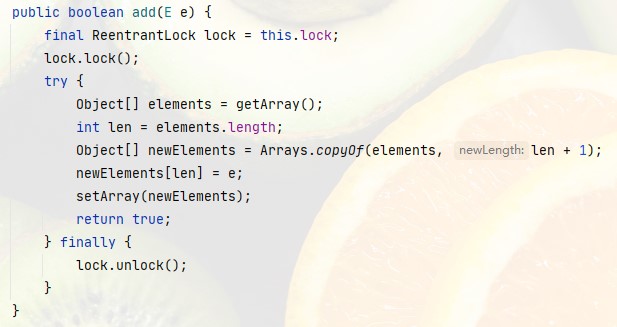 public boolean add(E e) {
    final ReentrantLock lock = this.lock;
    lock.lock();
    try {
        Object[] elements = getArray();
        int len = elements.length;
        Object[] newElements = Arrays.copyOf(elements, newLength: len + 1);
        newElements[len] = e;
        setArray(newElements);
        return true;
    } finally {
        lock.unlock();
    }
}